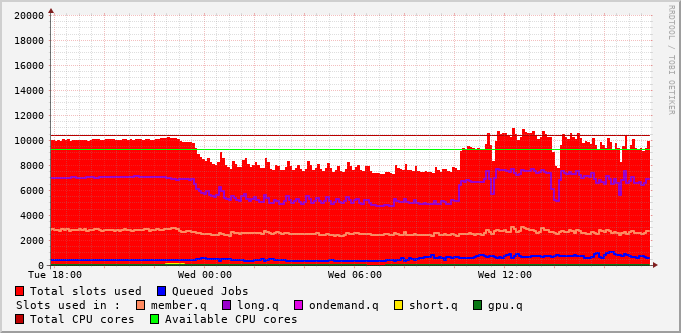 20000
18000
16000
14000
12000
10000
8000
6000
4000
2000
0
Tue 18:00 Wed 00:00 Wed 06:00 Wed 12:00
Total slots used Queued Jobs
Slots used in : member.q long.q ondemand.q short.q gpu.q
Total CPU cores Available CPU cores
RRDTOOL / TOBI OETIKER